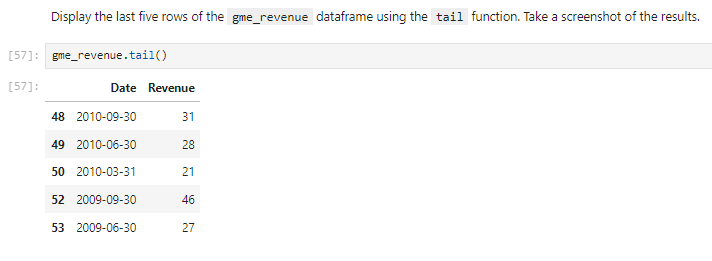 Display the last five rows of the gme_revenue dataframe using the tail function. Take a screenshot of the results.
[57]: gme_revenue.tail()
[57]: Date Revenue
48 2010-09-30 31
49 2010-06-30 28
50 2010-03-31 21
52 2009-09-30 46
53 2009-06-30 27